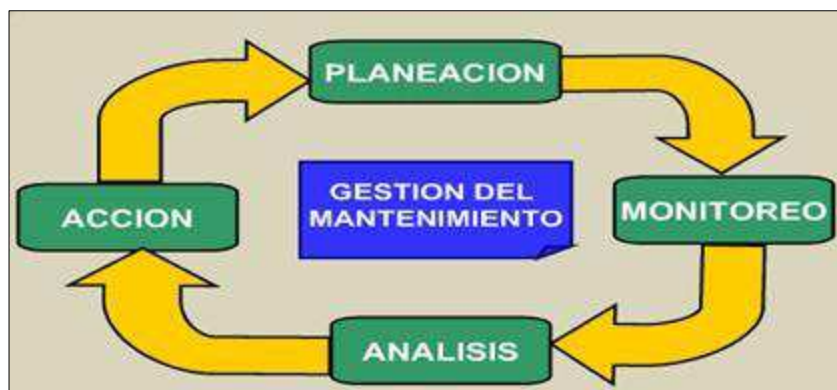 PLANEACION
ACCION
GESTION DEL
MANTENIMIENTO
MONITOREO
ANALISIS